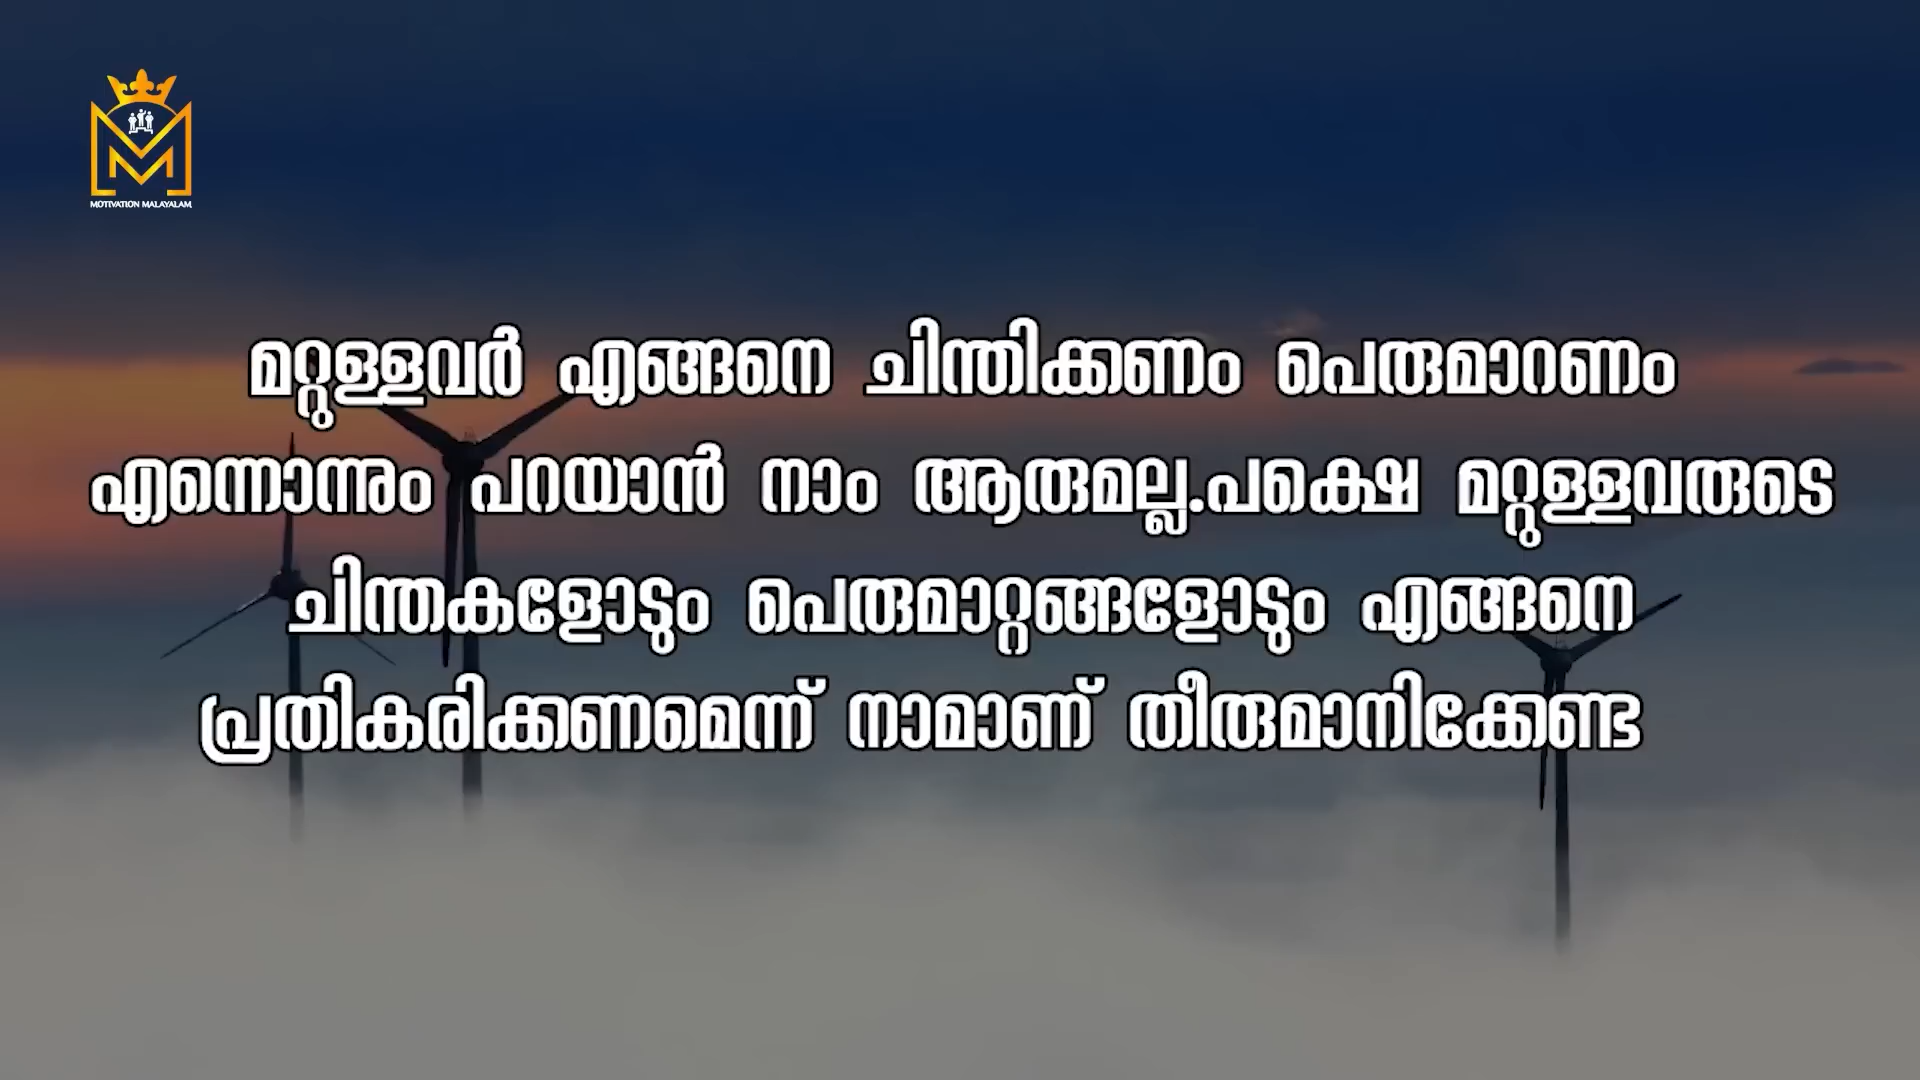 MOTIVATION MALAYALAM
മറ്റുള്ളവർ എങ്ങനെ ചിന്തിക്കണം പെരുമാറണം
എന്നൊന്നും പറയാൻ നാം ആരുമല്ല.പക്ഷെ മറ്റുള്ളവരുടെ
ചിന്തകളോടും പെരുമാറ്റങ്ങളോടും എങ്ങനെ
പ്രതികരിക്കണമെന്ന് നാമാണ് തീരുമാനിക്കേണ്ട